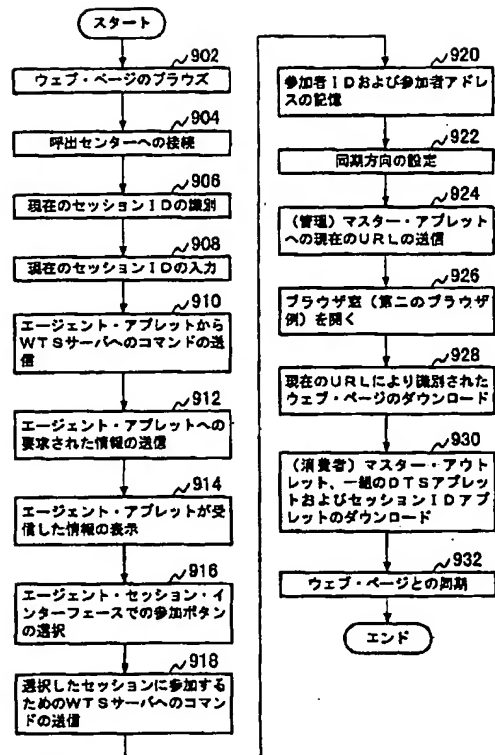 スタート
902
ウェブ・ページのブラウズ
904
呼出センターへの接続
906
現在のセッションIDの識別
908
現在のセッションIDの入力
910
エージェント・アプレットから
WTSサーバへのコマンドの送
信
912
エージェント・アプレットへの
要求された情報の送信
914
エージェント・アプレットが受
信した情報の表示
916
エージェント・セッション・イ
ンターフェースでの参加ボタン
の選択
918
選択したセッションに参加する
ためのWTSサーバへのコマン
ドの送信
920
参加者IDおよび参加者アドレ
スの記憶
922
同期方向の設定
924
(管理)マスター・アプレット
への現在のURLの送信
926
ブラウザ窓(第二のブラウザ
例)を開く
928
現在のURLにより識別された
ウェブ・ページのダウンロード
930
(消費者)マスター・アウト
レット、一組のDTSアプレッ
トおよびセッションIDアプ
レットのダウンロード
932
ウェブ・ページとの同期
エンド